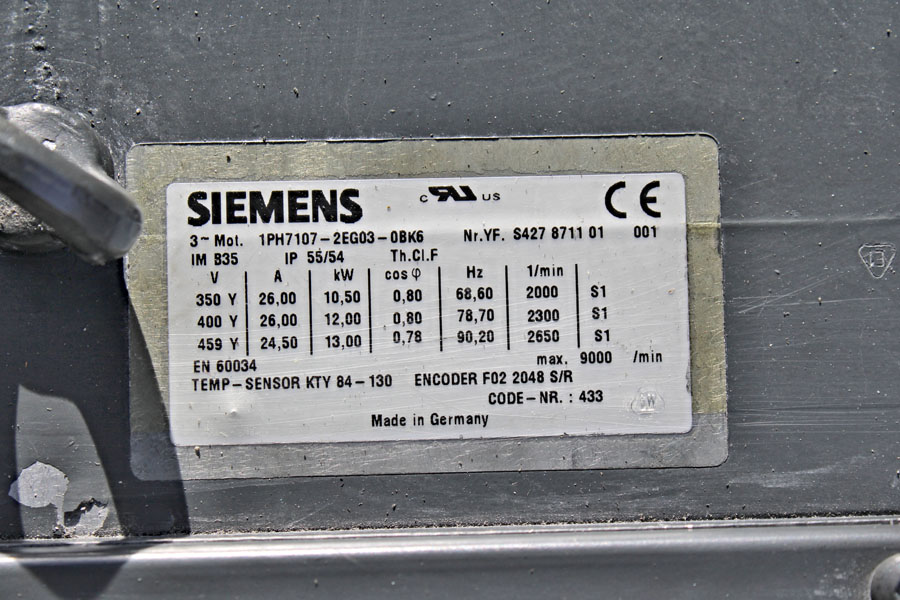 SIEMENS
c RU US
CE
3~ Mot. 1PH7107-2EG03-0BK6 Nr.YF. S427 8711 01 001
IM B35 IP 55/54 Th.Cl.F
V A kW cos φ Hz 1/min
350 Y 26,00 10,50 0,80 68,60 2000 S1
400 Y 26,00 12,00 0,80 78,70 2300 S1
459 Y 24,50 13,00 0,78 90,20 2650 S1
EN 60034 max. 9000 /min
TEMP-SENSOR KTY 84-130 ENCODER F02 2048 S/R
CODE-NR.: 433
Made in Germany